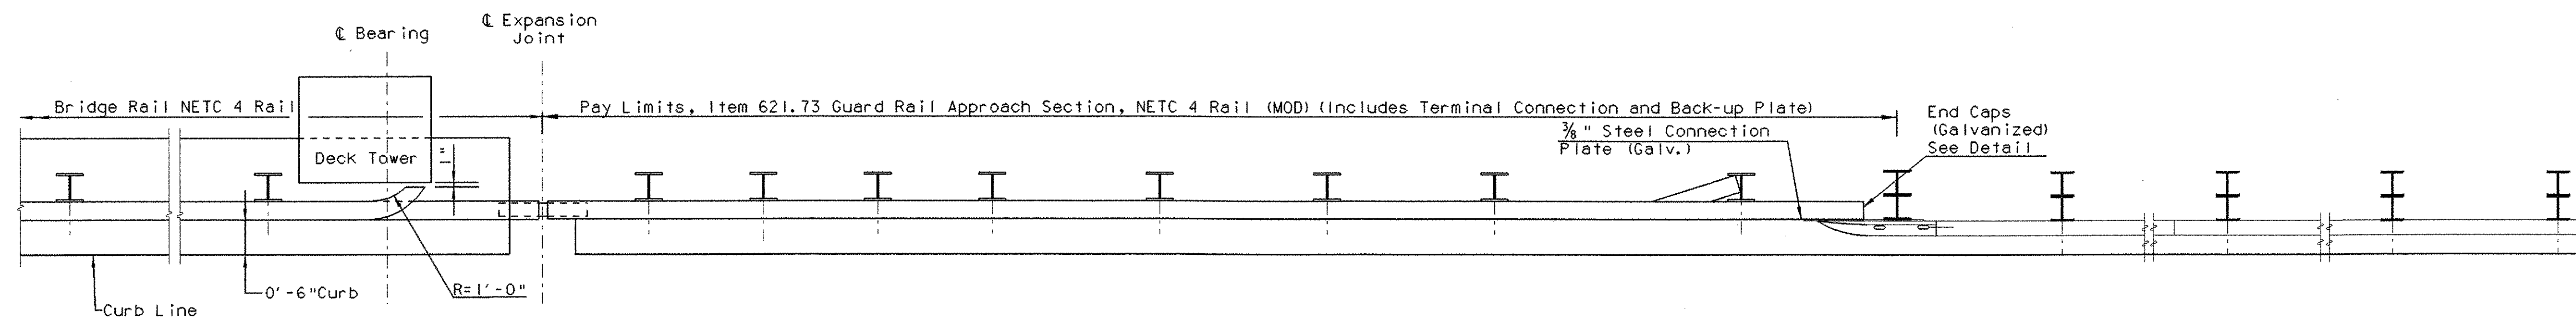 ℄ Expansion
Joint
℄ Bearing
Bridge Rail NETC 4 Rail
Pay Limits, Item 621.73 Guard Rail Approach Section, NETC 4 Rail (MOD) (Includes Terminal Connection and Back-up Plate)
End Caps
(Galvanized)
See Detail
⅜" Steel Connection
Plate (Galv.)
Deck Tower
1"
0'-6"Curb
R=1'-0"
Curb Line